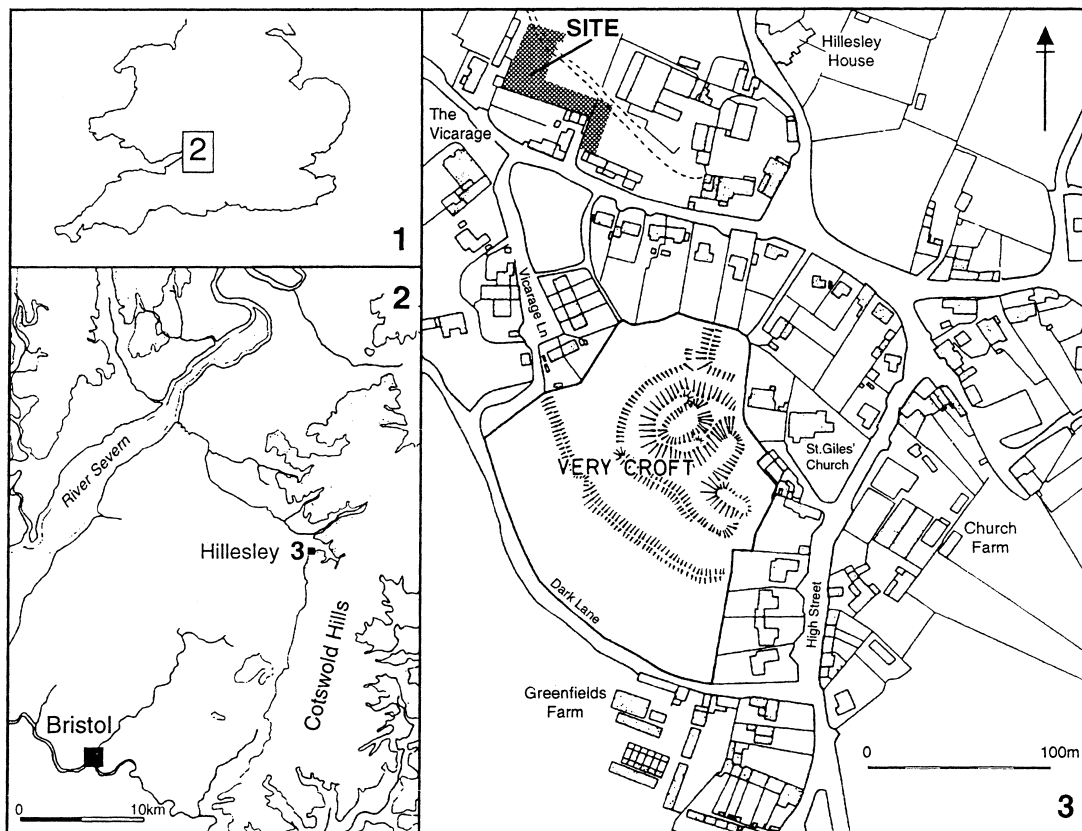 2
1
2
River Severn
Hillesley 3
Cotswold Hills
Bristol
0 10km
SITE
Hillesley
House
The
Vicarage
Vicarage Ln
VERY CROFT
St.Giles'
Church
Church
Farm
High Street
Dark Lane
Greenfields
Farm
0 100m
3